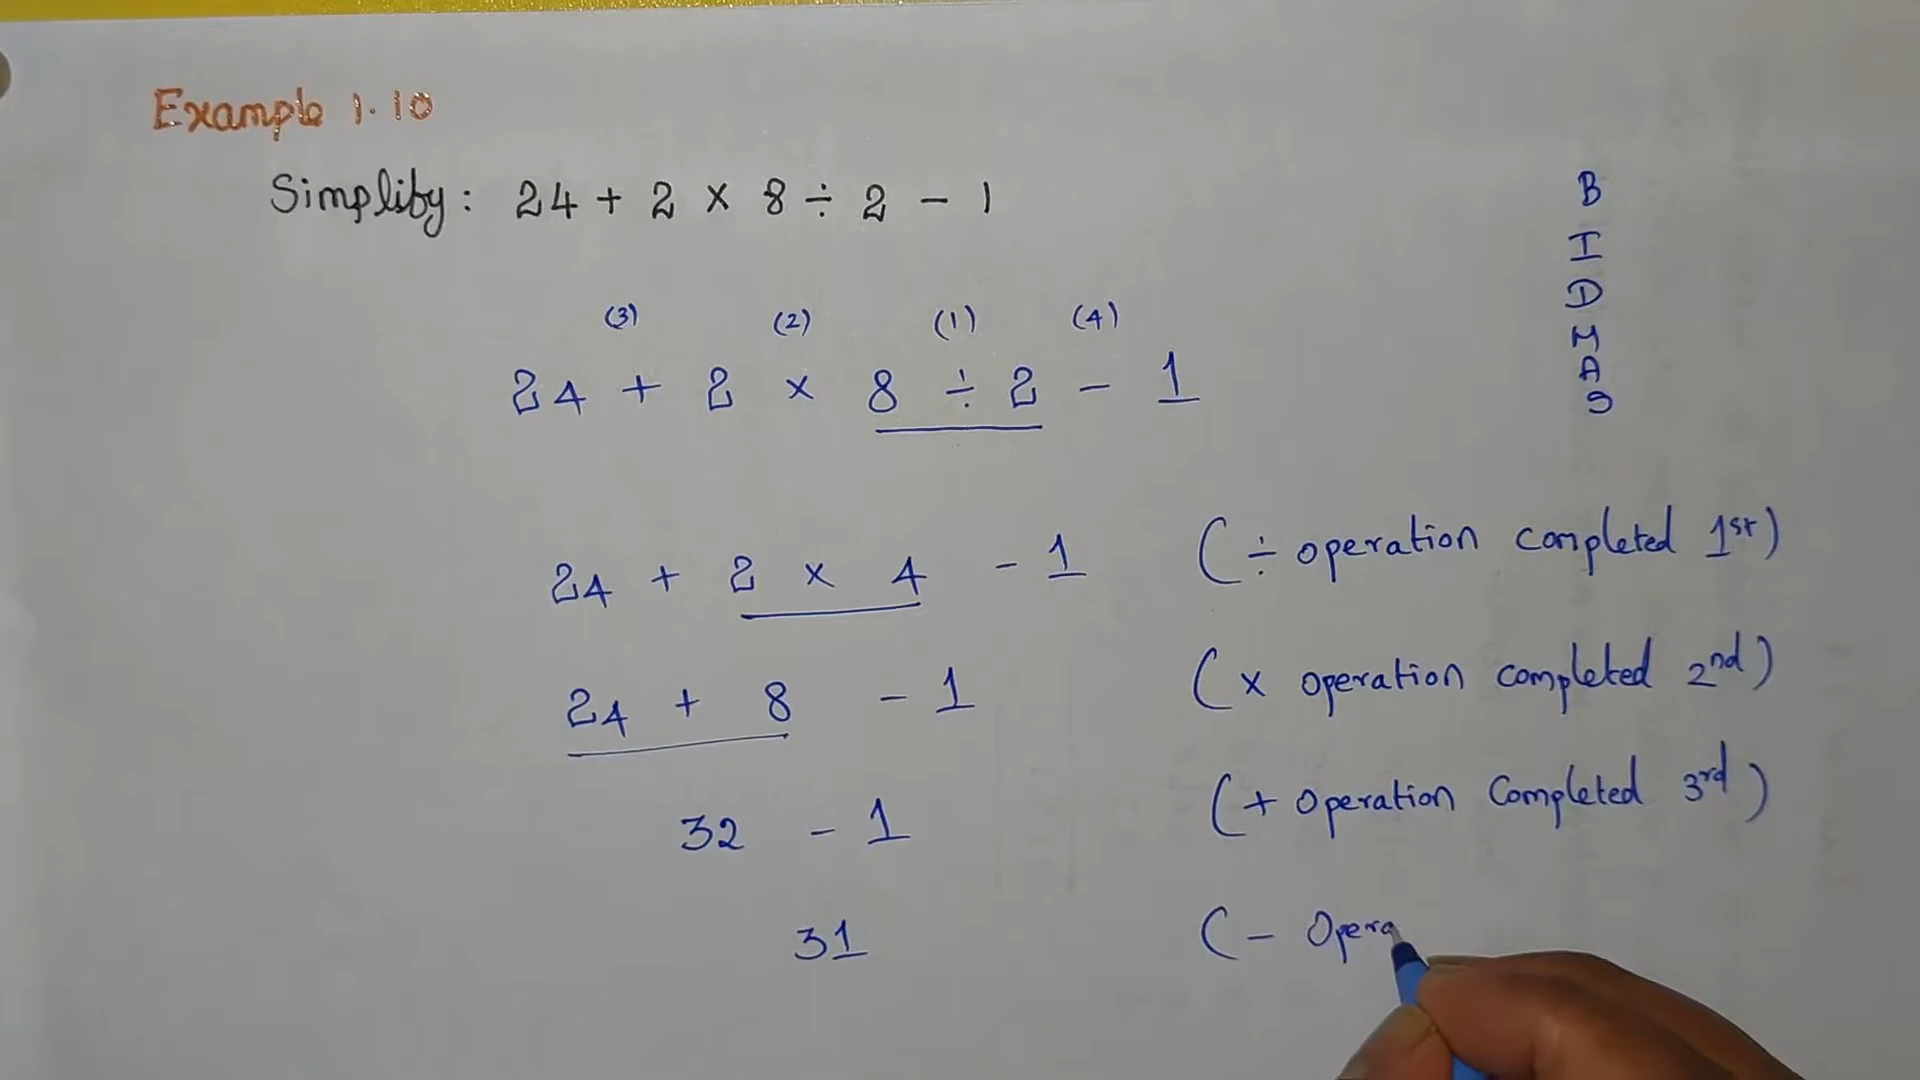 Example 1.10
Simplify: 24 + 2 × 8 ÷ 2 - 1
B
I
D
M
A
S
(3) (2) (1) (4)
24 + 2 × 8 ÷ 2 - 1
24 + 2 × 4 - 1 (÷ operation completed 1st)
24 + 8 - 1 (× operation completed 2nd)
32 - 1 (+ Operation Completed 3rd)
31 (- Opera